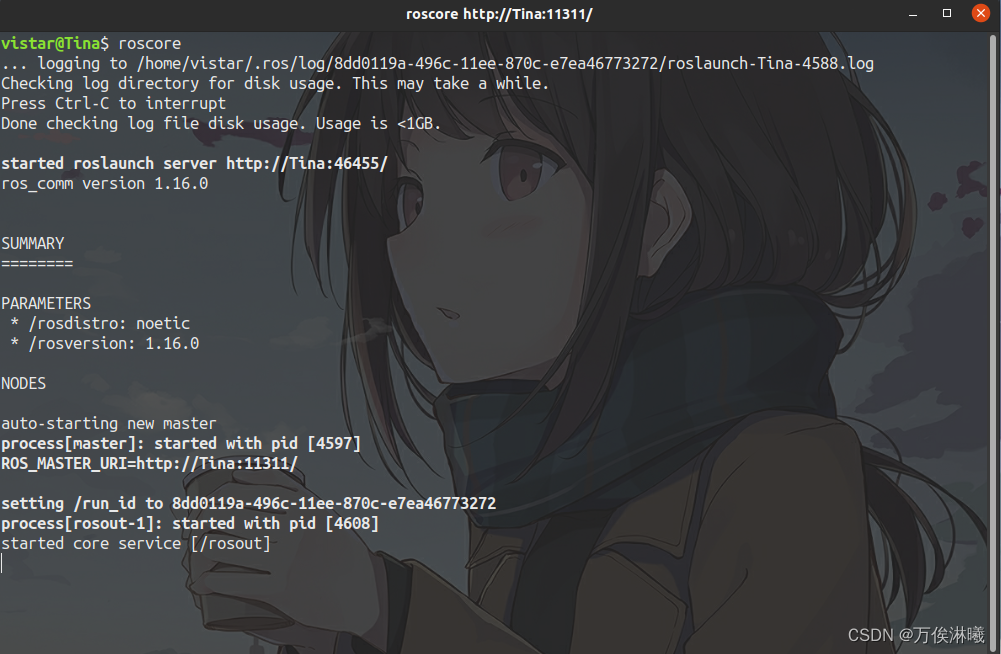 roscore http://Tina:11311/
vistar@Tina$ roscore
... logging to /home/vistar/.ros/log/8dd0119a-496c-11ee-870c-e7ea46773272/roslaunch-Tina-4588.log
Checking log directory for disk usage. This may take a while.
Press Ctrl-C to interrupt
Done checking log file disk usage. Usage is <1GB.
started roslaunch server http://Tina:46455/
ros_comm version 1.16.0
SUMMARY
========
PARAMETERS
 * /rosdistro: noetic
 * /rosversion: 1.16.0
NODES
auto-starting new master
process[master]: started with pid [4597]
ROS_MASTER_URI=http://Tina:11311/
setting /run_id to 8dd0119a-496c-11ee-870c-e7ea46773272
process[rosout-1]: started with pid [4608]
started core service [/rosout]
CSDN @万俟淋曦